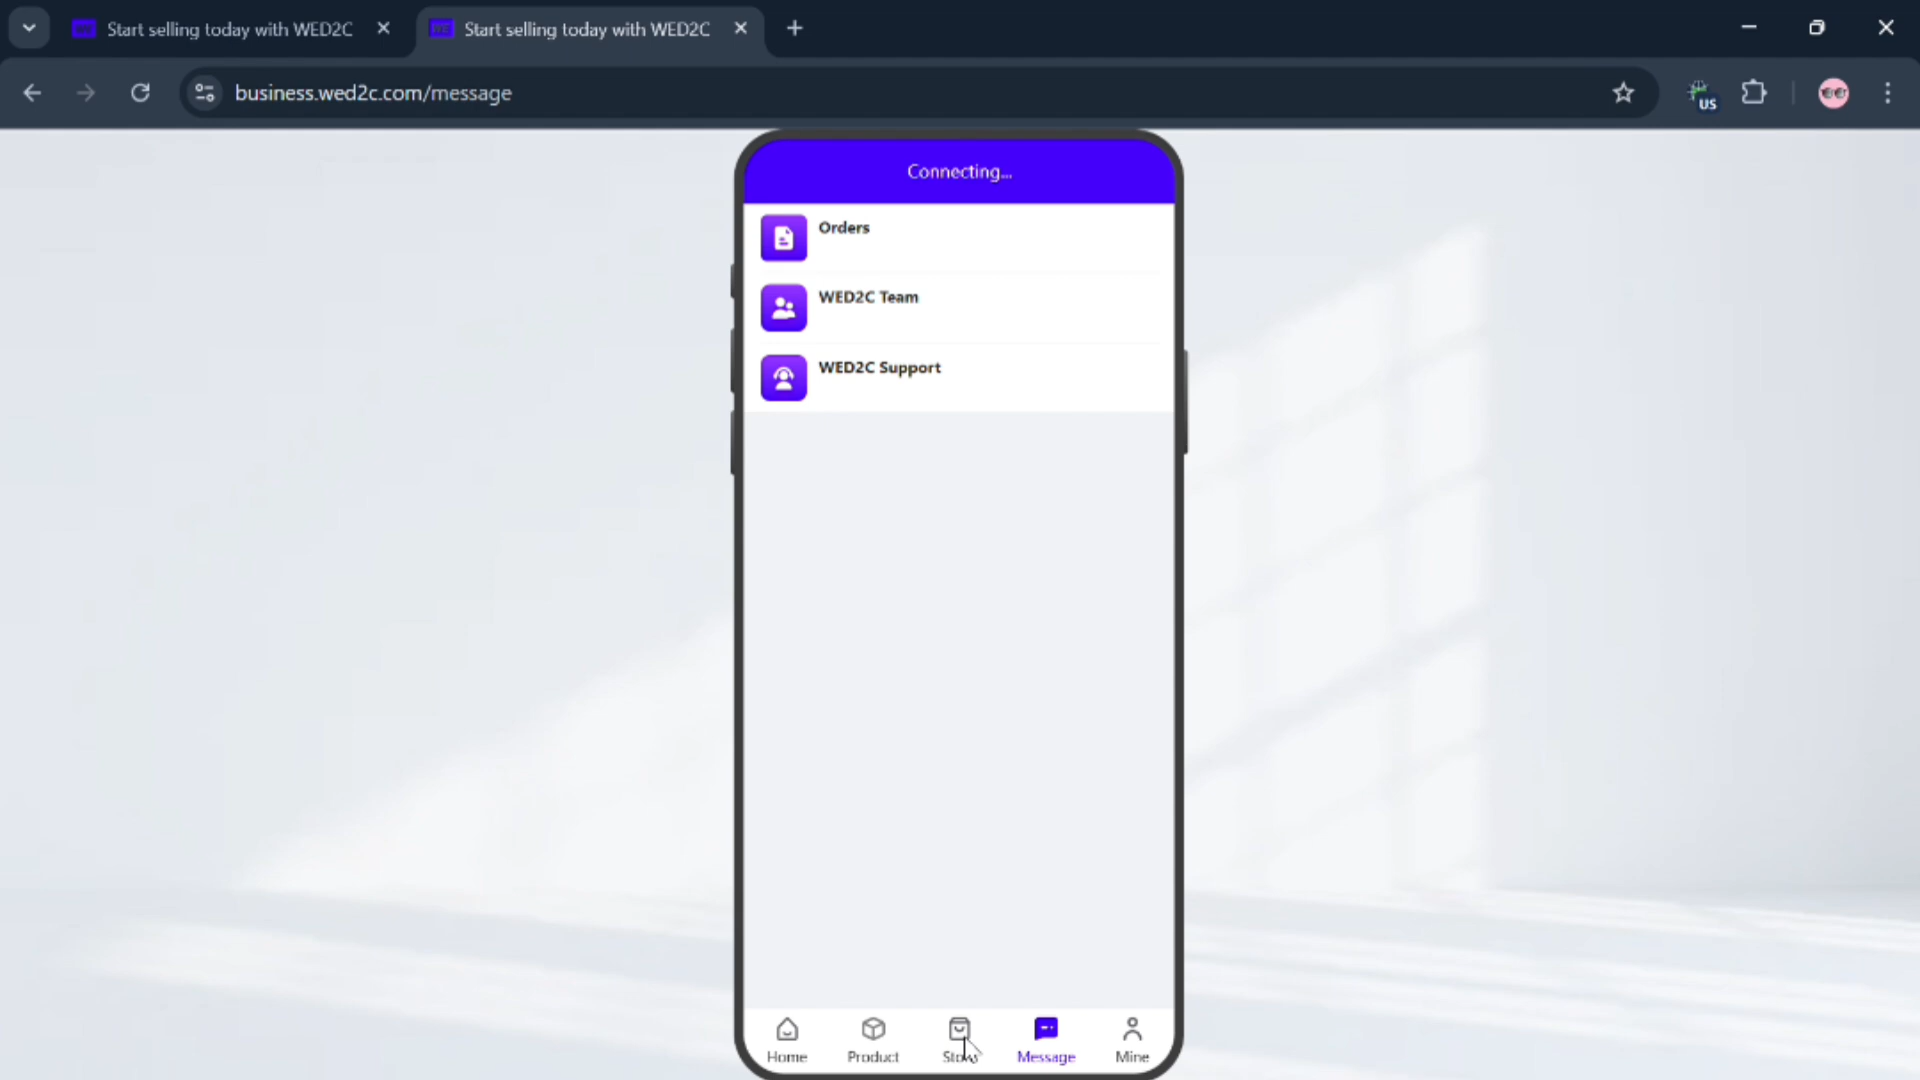 Start selling today with WED2C
Start selling today with WED2C
business.wed2c.com/message
US
Connecting...
Orders
WED2C Team
WED2C Support
Home
Product
Store
Message
Mine